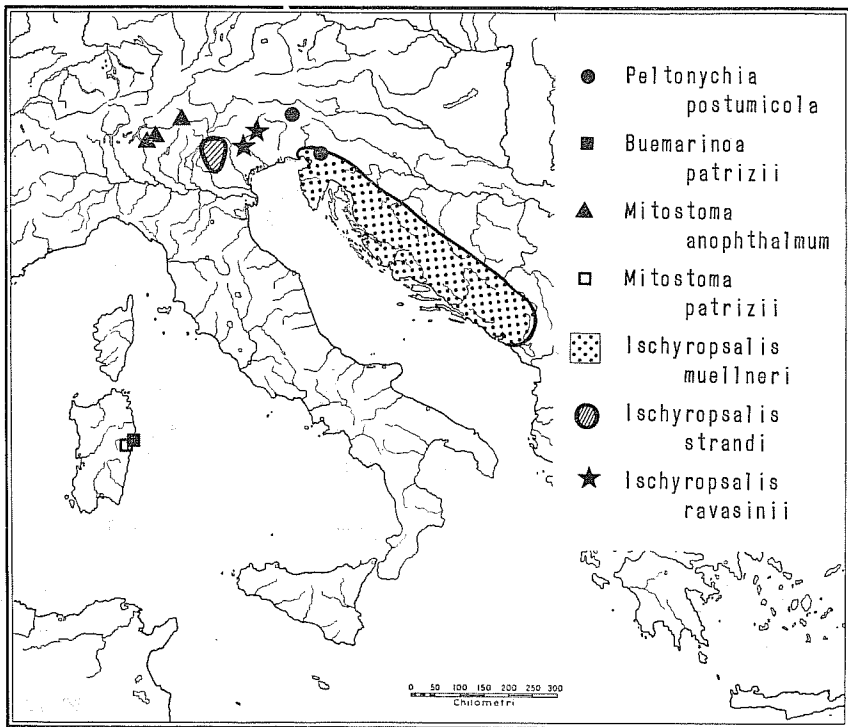 Peltonychia
postumicola
Buemarinoa
patrizii
Mitostoma
anophthalmum
Mitostoma
patrizii
Ischyropsalis
muellneri
Ischyropsalis
strandi
Ischyropsalis
ravasinii
0 50 100 150 200 250 300
Chilometri